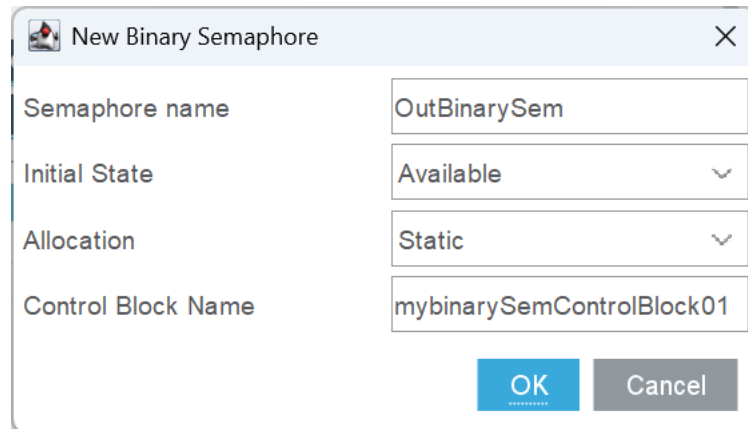 New Binary Semaphore
Semaphore name OutBinarySem
Initial State Available
Allocation Static
Control Block Name mybinarySemControlBlock01
OK Cancel